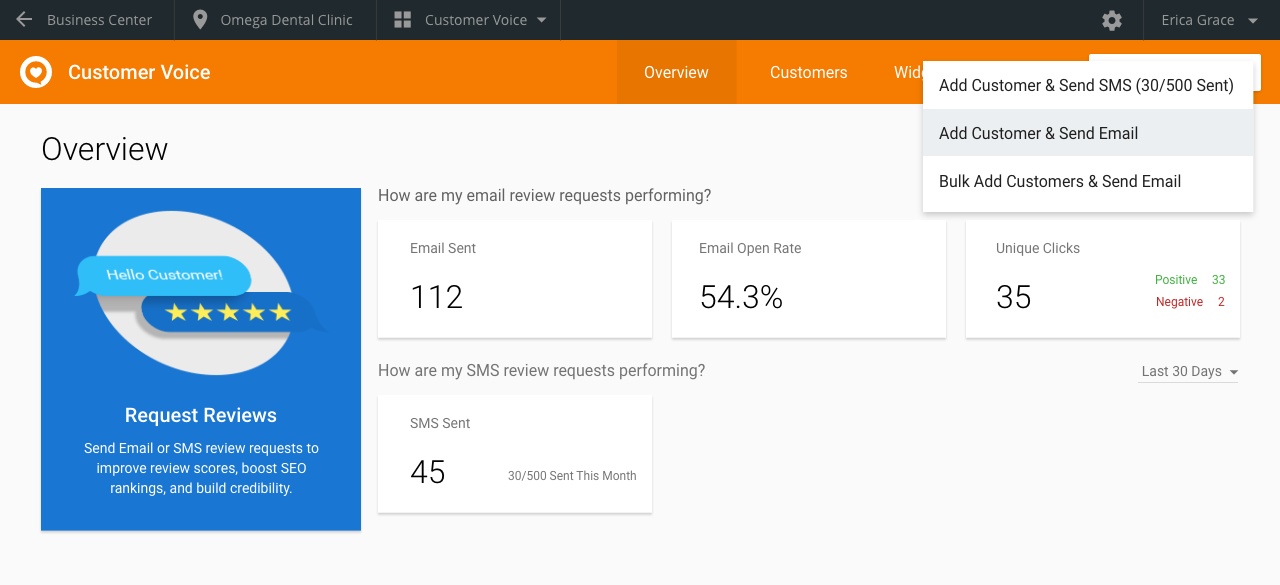 Business Center
Omega Dental Clinic
Customer Voice
Erica Grace
Customer Voice
Overview
Customers
Add Customer & Send SMS (30/500 Sent)
Add Customer & Send Email
Bulk Add Customers & Send Email
Overview
Hello Customer!
Request Reviews
Send Email or SMS review requests to
improve review scores, boost SEO
rankings, and build credibility.
How are my email review requests performing?
Email Sent
112
Email Open Rate
54.3%
Unique Clicks
35
Positive 33
Negative 2
How are my SMS review requests performing?
Last 30 Days
SMS Sent
45
30/500 Sent This Month